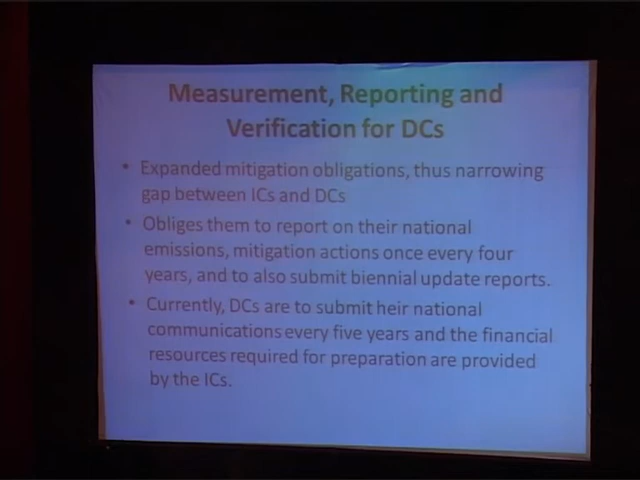 Measurement, Reporting and
Verification for DCs
• Expanded mitigation obligations, thus narrowing
gap between ICs and DCs
• Obliges them to report on their national
emissions, mitigation actions once every four
years, and to also submit biennial update reports.
• Currently, DCs are to submit heir national
communications every five years and the financial
resources required for preparation are provided
by the ICs.